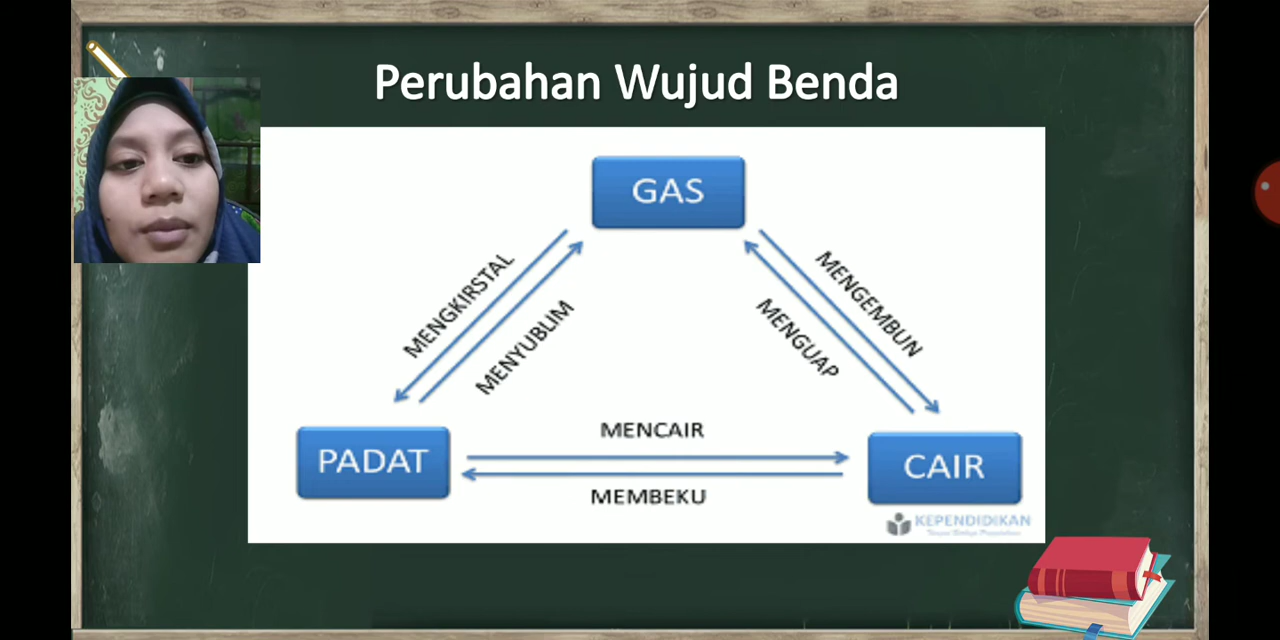 Perubahan Wujud Benda
GAS
MENGKIRSTAL
MENYUBLIM
MENGEMBUN
MENGUAP
PADAT
MENCAIR
MEMBEKU
CAIR
KEPENDIDIKAN